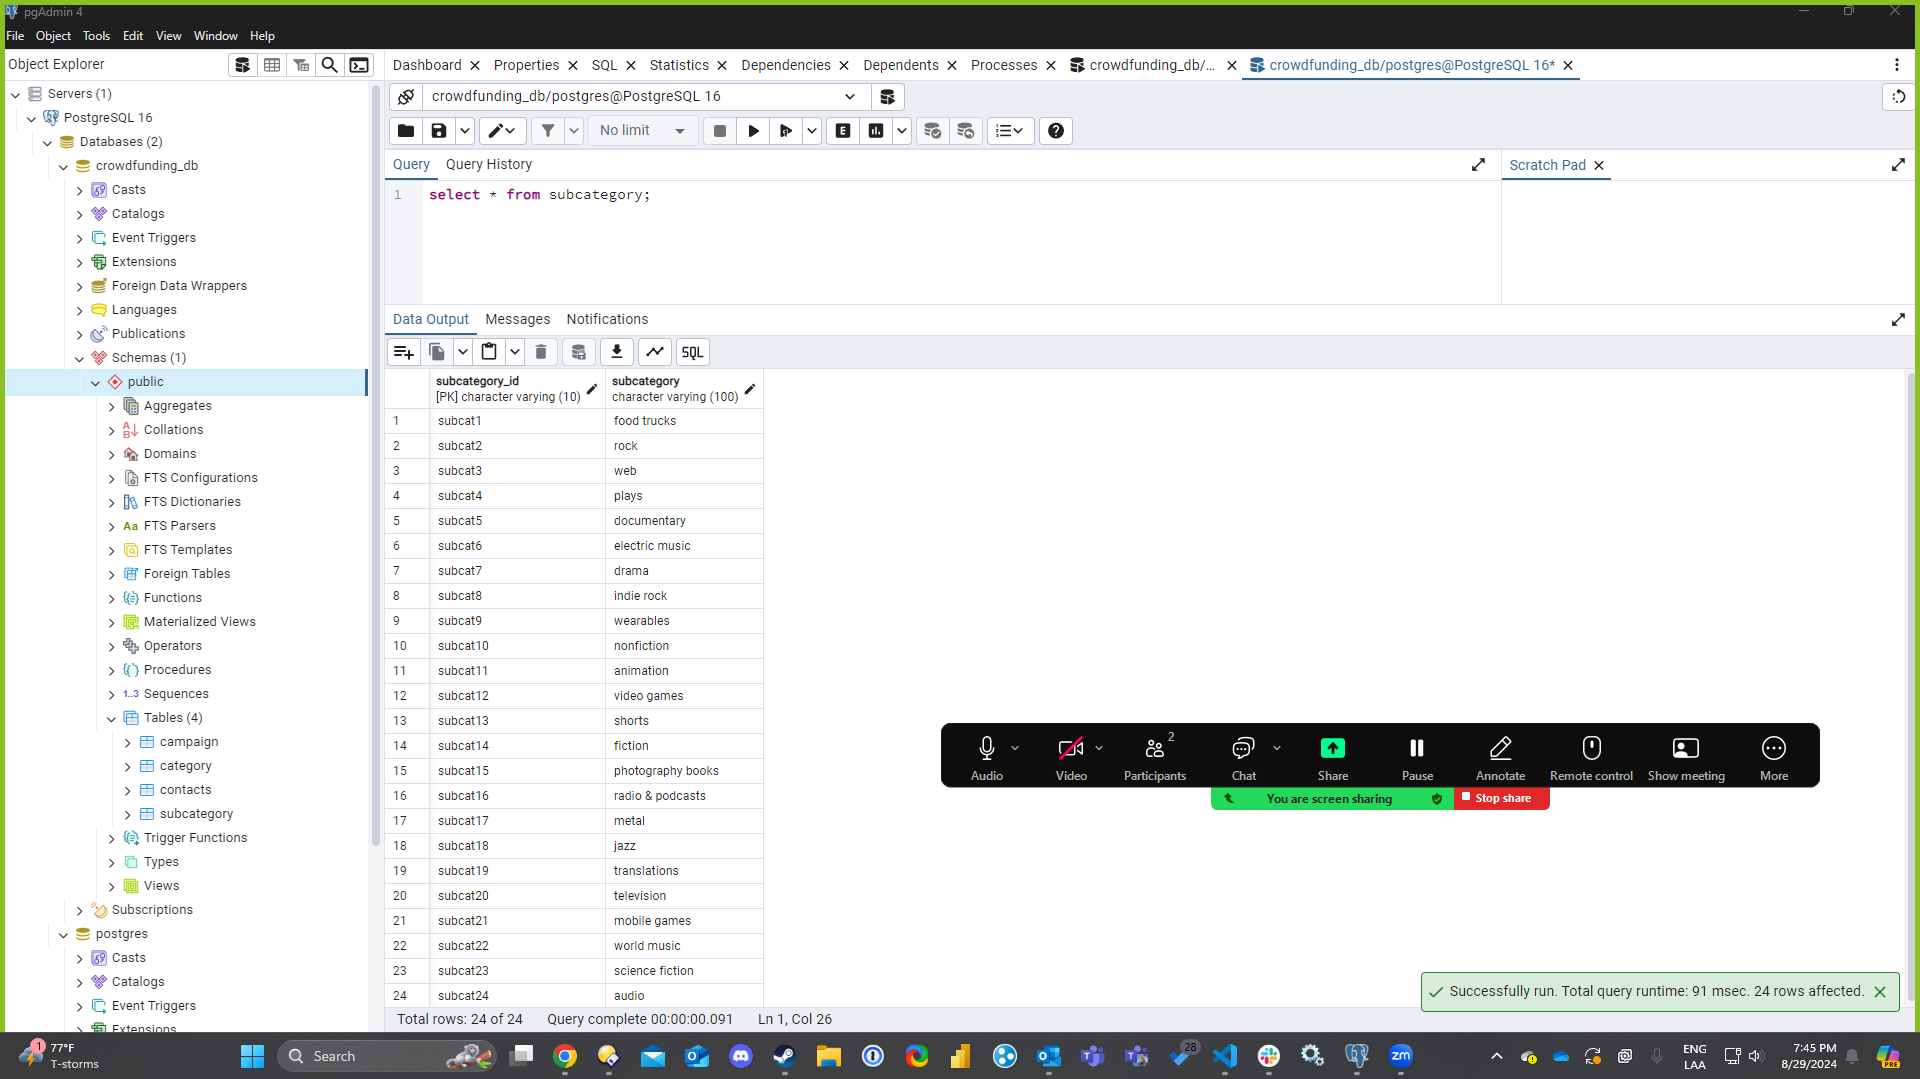 pgAdmin 4
File Object Tools Edit View Window Help
Object Explorer
Dashboard Properties SQL Statistics Dependencies Dependents Processes crowdfunding_db/... crowdfunding_db/postgres@PostgreSQL 16*
Servers (1)
PostgreSQL 16
Databases (2)
crowdfunding_db
Casts
Catalogs
Event Triggers
Extensions
Foreign Data Wrappers
Languages
Publications
Schemas (1)
public
Aggregates
Collations
Domains
FTS Configurations
FTS Dictionaries
Aa FTS Parsers
FTS Templates
Foreign Tables
Functions
Materialized Views
Operators
Procedures
1..3 Sequences
Tables (4)
campaign
category
contacts
subcategory
Trigger Functions
Types
Views
Subscriptions
postgres
Casts
Catalogs
Event Triggers
Extensions
crowdfunding_db/postgres@PostgreSQL 16
No limit
E
Query Query History
Scratch Pad
1 select * from subcategory;
Data Output Messages Notifications
SQL
subcategory_id
[PK] character varying (10)
subcategory
character varying (100)
1 subcat1 food trucks
2 subcat2 rock
3 subcat3 web
4 subcat4 plays
5 subcat5 documentary
6 subcat6 electric music
7 subcat7 drama
8 subcat8 indie rock
9 subcat9 wearables
10 subcat10 nonfiction
11 subcat11 animation
12 subcat12 video games
13 subcat13 shorts
14 subcat14 fiction
15 subcat15 photography books
16 subcat16 radio & podcasts
17 subcat17 metal
18 subcat18 jazz
19 subcat19 translations
20 subcat20 television
21 subcat21 mobile games
22 subcat22 world music
23 subcat23 science fiction
24 subcat24 audio
2
Audio Video Participants Chat Share Pause Annotate Remote control Show meeting More
You are screen sharing Stop share
Successfully run. Total query runtime: 91 msec. 24 rows affected.
Total rows: 24 of 24 Query complete 00:00:00.091 Ln 1, Col 26
1
77°F
T-storms
Search
28
zm
ENG
LAA
7:45 PM
8/29/2024
PRE